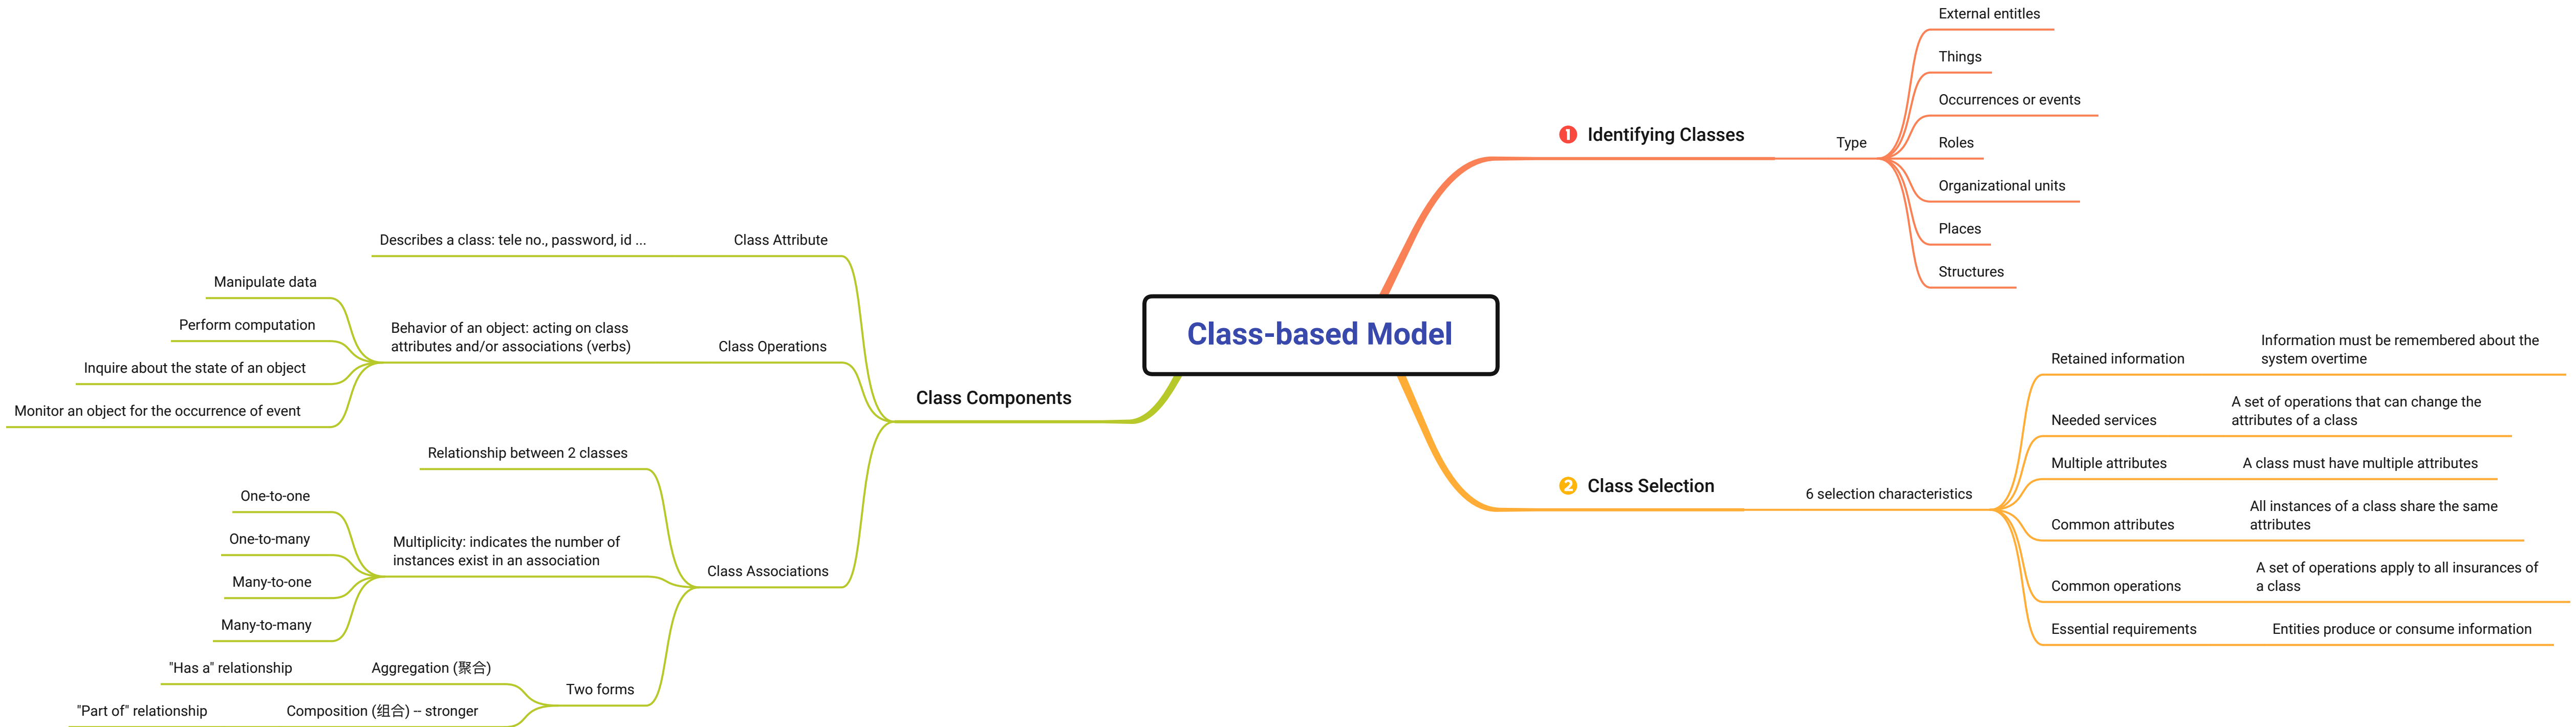 Class-based Model
❶ Identifying Classes
Type
External entitles
Things
Occurrences or events
Roles
Organizational units
Places
Structures
❷ Class Selection
6 selection characteristics
Retained information
Information must be remembered about the
system overtime
Needed services
A set of operations that can change the
attributes of a class
Multiple attributes
A class must have multiple attributes
Common attributes
All instances of a class share the same
attributes
Common operations
A set of operations apply to all insurances of
a class
Essential requirements
Entities produce or consume information
Class Components
Class Attribute
Describes a class: tele no., password, id ...
Class Operations
Behavior of an object: acting on class
attributes and/or associations (verbs)
Manipulate data
Perform computation
Inquire about the state of an object
Monitor an object for the occurrence of event
Class Associations
Relationship between 2 classes
Multiplicity: indicates the number of
instances exist in an association
One-to-one
One-to-many
Many-to-one
Many-to-many
Two forms
Aggregation (聚合)
"Has a" relationship
Composition (组合) -- stronger
"Part of" relationship